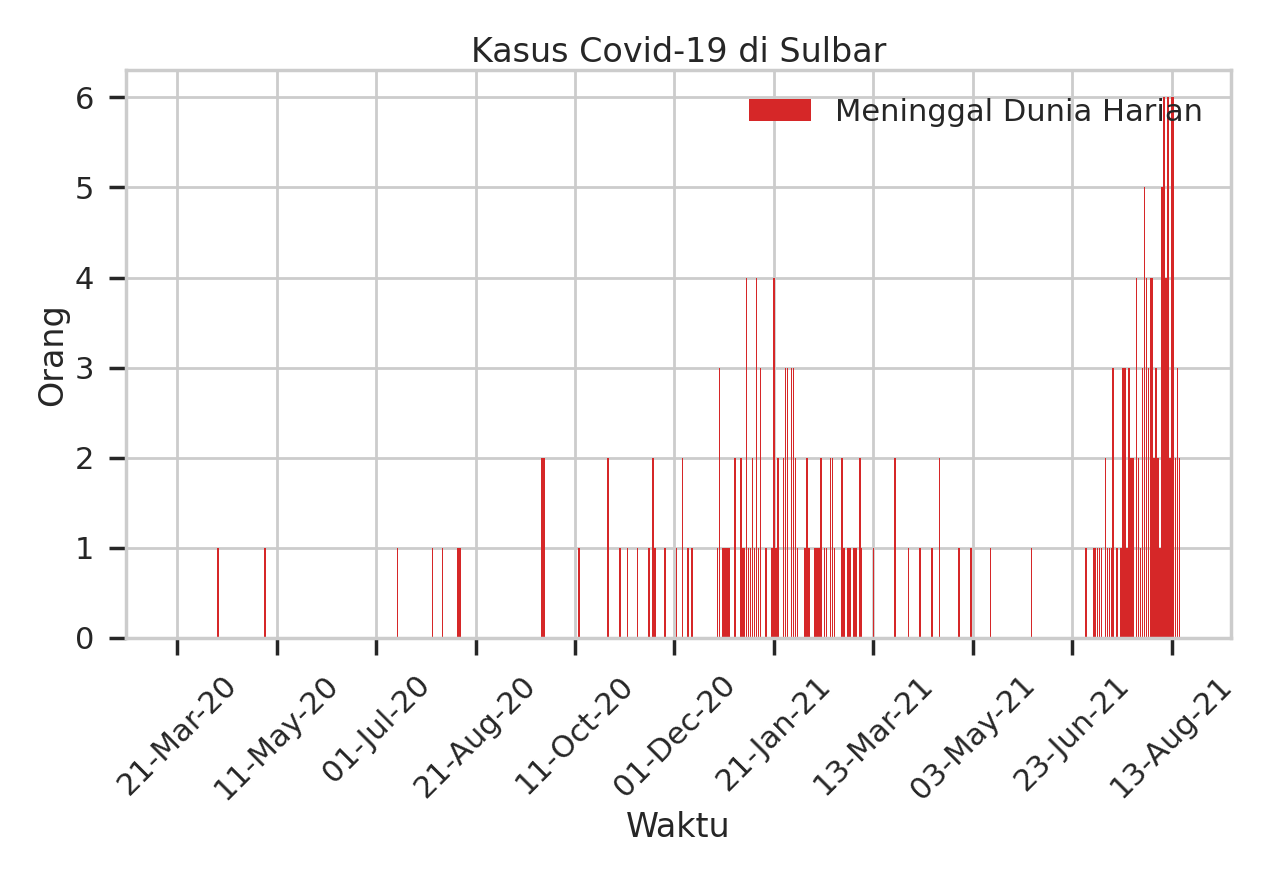 Kasus Covid-19 di Sulbar
Meninggal Dunia Harian
Orang
6
5
4
3
2
1
0
21-Mar-20
11-May-20
01-Jul-20
21-Aug-20
11-Oct-20
01-Dec-20
21-Jan-21
13-Mar-21
03-May-21
23-Jun-21
13-Aug-21
Waktu